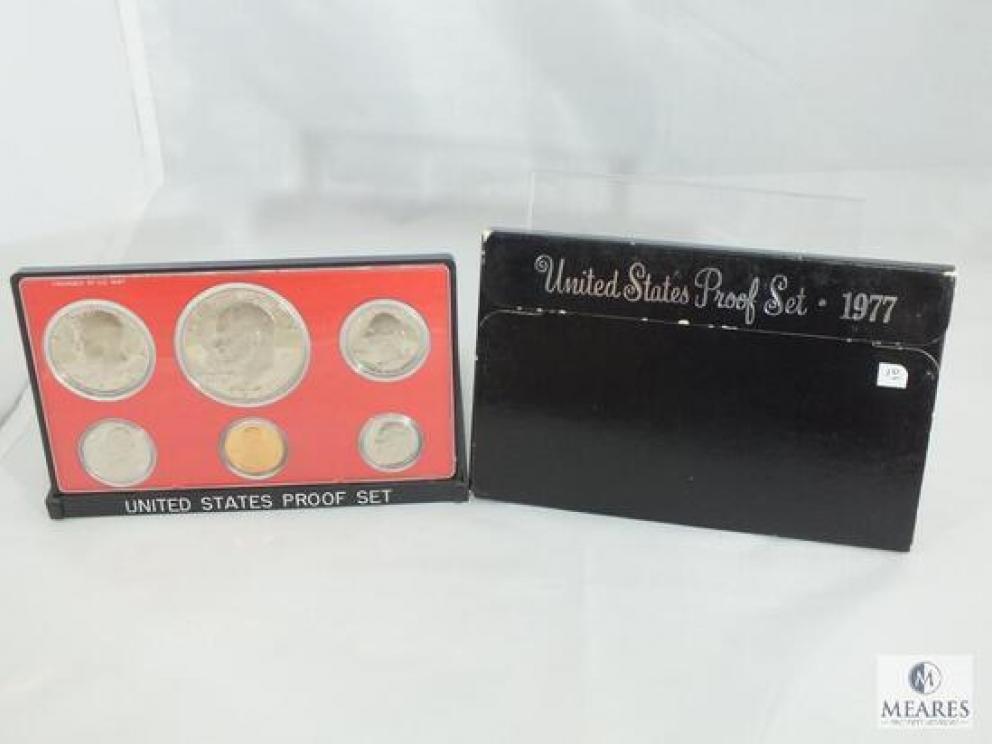 United States Proof Set · 1977
UNITED STATES PROOF SET
M
MEARES